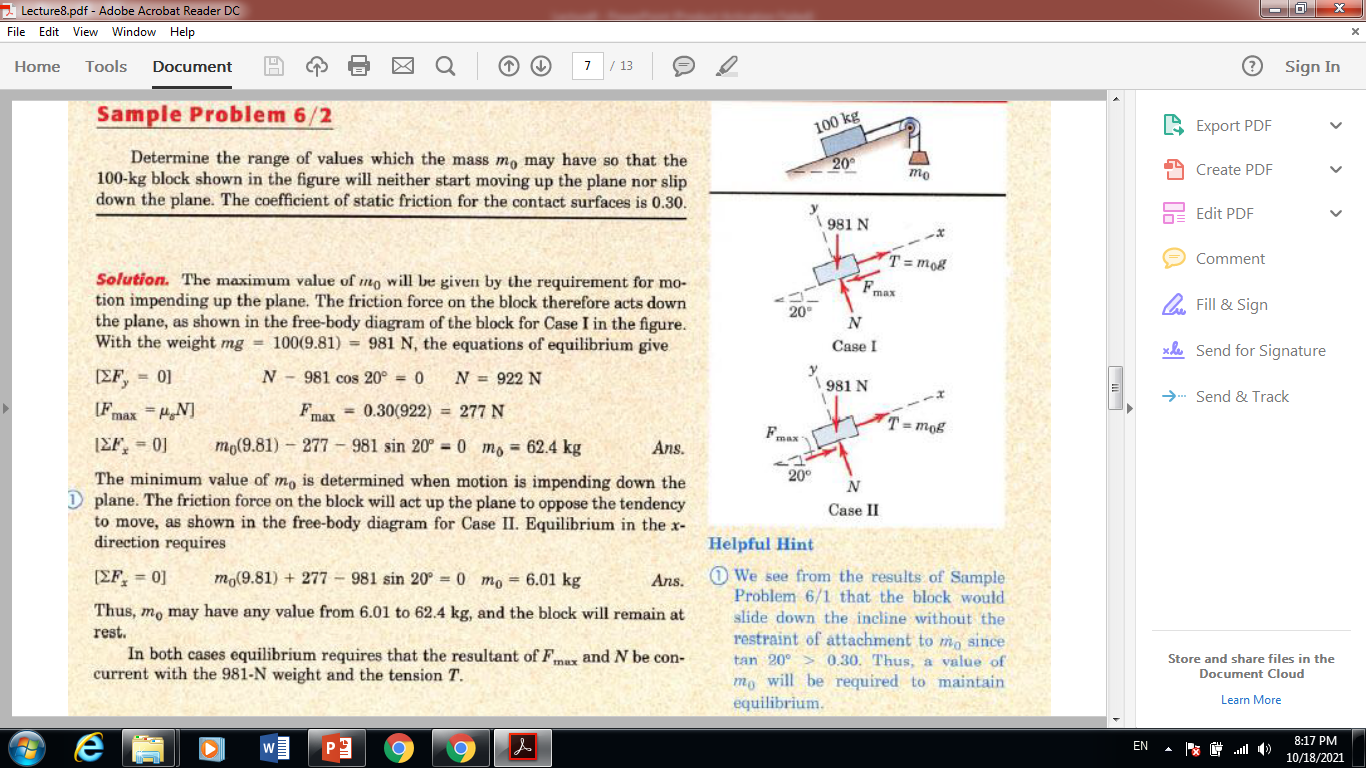 Lecture8.pdf - Adobe Acrobat Reader DC
File Edit View Window Help
Home Tools Document 7 / 13 Sign In
Sample Problem 6/2
Determine the range of values which the mass m₀ may have so that the
100-kg block shown in the figure will neither start moving up the plane nor slip
down the plane. The coefficient of static friction for the contact surfaces is 0.30.
Solution. The maximum value of m₀ will be given by the requirement for mo-
tion impending up the plane. The friction force on the block therefore acts down
the plane, as shown in the free-body diagram of the block for Case I in the figure.
With the weight mg = 100(9.81) = 981 N, the equations of equilibrium give
[ΣFy = 0] N − 981 cos 20° = 0 N = 922 N
[Fmax = μsN] Fmax = 0.30(922) = 277 N
[ΣFx = 0] m₀(9.81) − 277 − 981 sin 20° = 0 m₀ = 62.4 kg Ans.
The minimum value of m₀ is determined when motion is impending down the
① plane. The friction force on the block will act up the plane to oppose the tendency
to move, as shown in the free-body diagram for Case II. Equilibrium in the x-
direction requires
[ΣFx = 0] m₀(9.81) + 277 − 981 sin 20° = 0 m₀ = 6.01 kg Ans.
Thus, m₀ may have any value from 6.01 to 62.4 kg, and the block will remain at
rest.
In both cases equilibrium requires that the resultant of Fmax and N be con-
current with the 981-N weight and the tension T.
100 kg
20°
m₀
y
981 N
x
T = m₀g
Fmax
20°
N
Case I
y
981 N
x
T = m₀g
Fmax
20°
N
Case II
Helpful Hint
① We see from the results of Sample
Problem 6/1 that the block would
slide down the incline without the
restraint of attachment to m₀ since
tan 20° > 0.30. Thus, a value of
m₀ will be required to maintain
equilibrium.
Export PDF
Create PDF
Edit PDF
Comment
Fill & Sign
Send for Signature
Send & Track
Store and share files in the
Document Cloud
Learn More
EN
8:17 PM
10/18/2021